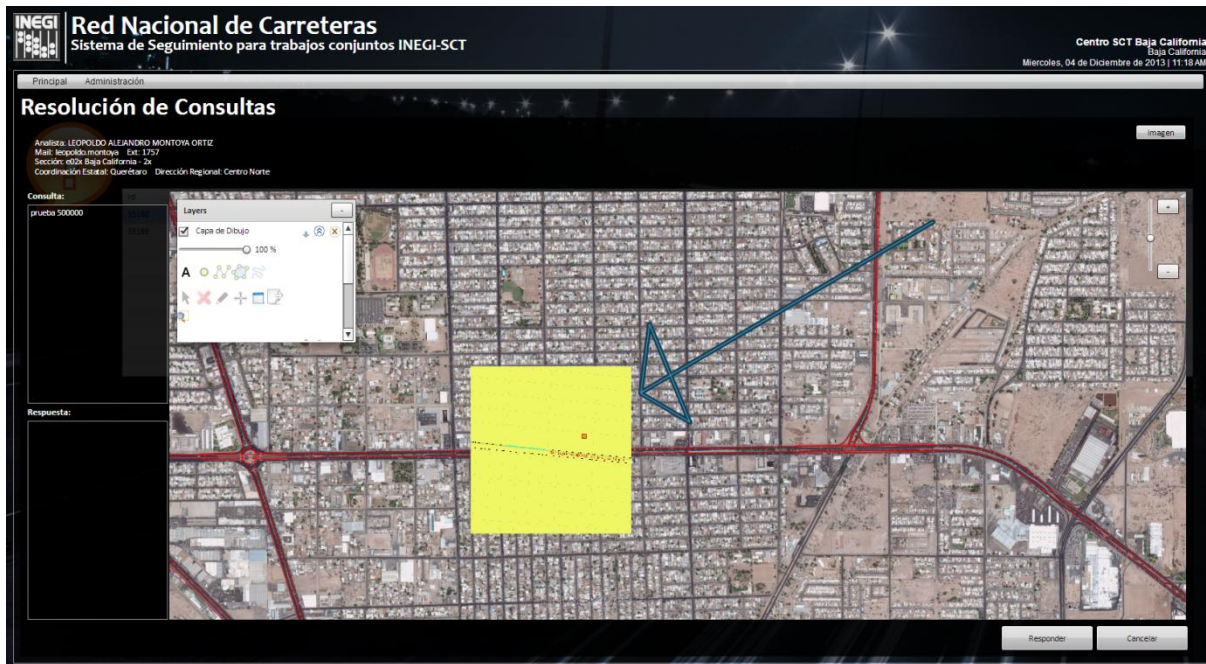 INEGI
Red Nacional de Carreteras
Sistema de Seguimiento para trabajos conjuntos INEGI-SCT
Centro SCT Baja California
Baja California
Miercoles, 04 de Diciembre de 2013 | 11:18 AM
Principal Administración
Resolución de Consultas
Imagen
Analista: LEOPOLDO ALEJANDRO MONTOYA ORTIZ
Mail: leopoldo.montoya Ext: 1757
Sección: e02x Baja California - 2x
Coordinación Estatal: Querétaro Dirección Regional: Centro Norte
Consulta:
prueba 500000
Layers
-
Capa de Dibujo
100 %
A
+
-
Respuesta:
Responder
Cancelar